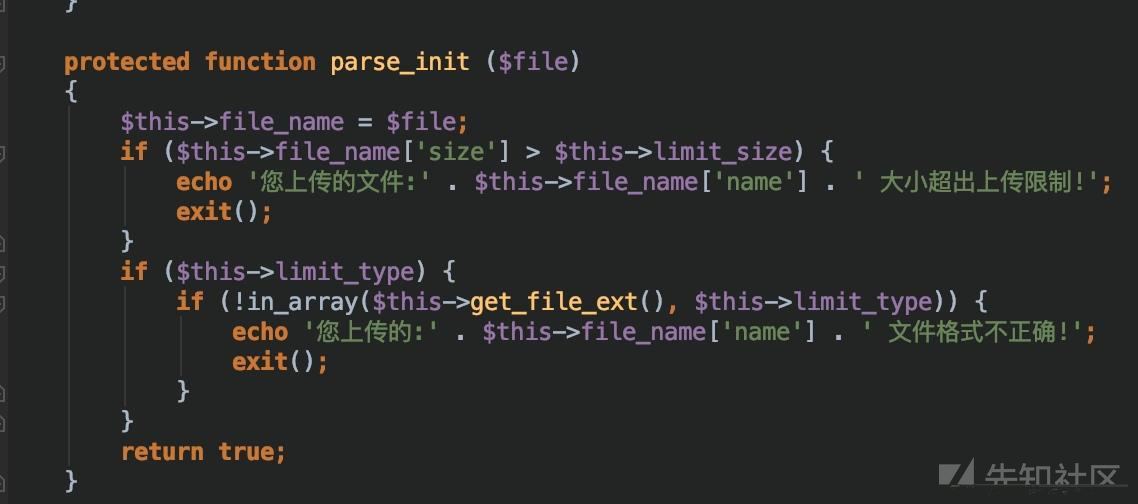 }
protected function parse_init ($file)
{
$this->file_name = $file;
if ($this->file_name['size'] > $this->limit_size) {
echo '您上传的文件:' . $this->file_name['name'] . ' 大小超出上传限制!';
exit();
}
if ($this->limit_type) {
if (!in_array($this->get_file_ext(), $this->limit_type)) {
echo '您上传的:' . $this->file_name['name'] . ' 文件格式不正确!';
exit();
}
}
return true;
}
先知社区